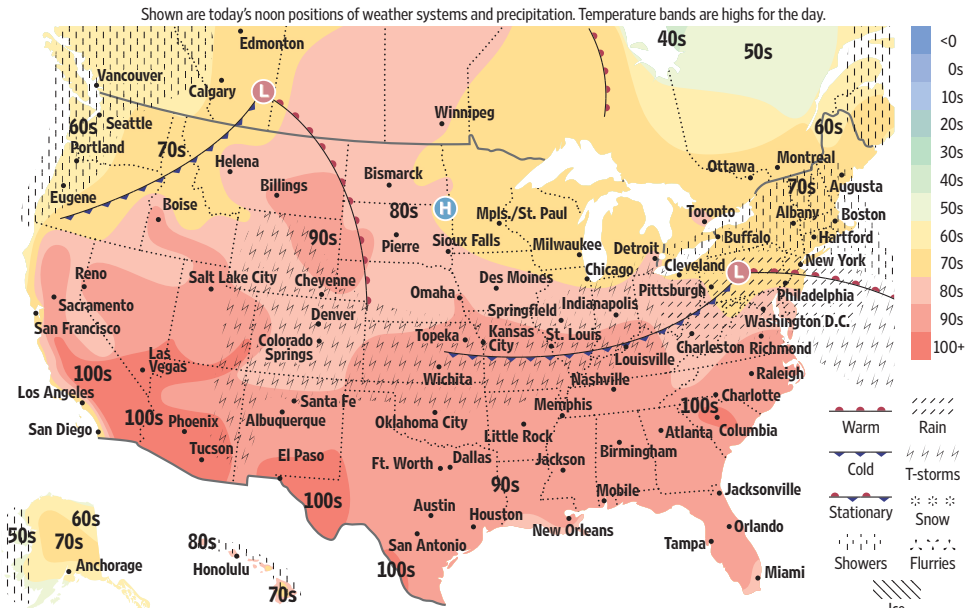 Shown are today's noon positions of weather systems and precipitation. Temperature bands are highs for the day.
Edmonton
40s
50s
<0
Vancouver
Calgary
L
0s
10s
Winnipeg
20s
60s
Seattle
60s
30s
Portland
70s
Ottawa
Montreal
Helena
40s
Bismarck
Billings
70s
Augusta
50s
Eugene
Boise
80s
H
Mpls./St. Paul
Toronto
Albany
Boston
60s
90s
Pierre
Sioux Falls
Milwaukee
Detroit
Buffalo
Hartford
70s
Reno
Salt Lake City
Cheyenne
Des Moines
Chicago
Cleveland
L
New York
80s
Sacramento
Omaha
Springfield
Indianapolis
Pittsburgh
Philadelphia
90s
San Francisco
Denver
Topeka
Kansas City
St. Louis
Washington D.C.
100+
Colorado Springs
Louisville
Charleston
Richmond
Las Vegas
100s
Wichita
Nashville
Raleigh
Los Angeles
Santa Fe
Memphis
Charlotte
100s
100s
Phoenix
Albuquerque
Oklahoma City
Little Rock
Atlanta
Columbia
Warm
Rain
San Diego
Tucson
El Paso
Ft. Worth
Dallas
Jackson
Birmingham
Cold
T-storms
100s
90s
Mobile
Jacksonville
Stationary
Snow
60s
50s
70s
80s
Austin
Houston
New Orleans
Orlando
San Antonio
Tampa
Showers
Flurries
Anchorage
Honolulu
100s
Miami
70s
Ice